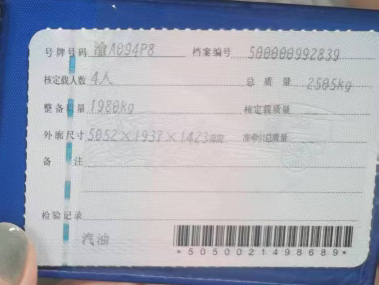 号牌号码 渝A094P8 档案编号 500000992839
核定载人数 4人 总质量 2505kg
整备质量 1980kg 核定载质量
外廓尺寸 5052×1937×1423mm 准牵引总质量
备注
检验记录
汽油
*5050021498689*